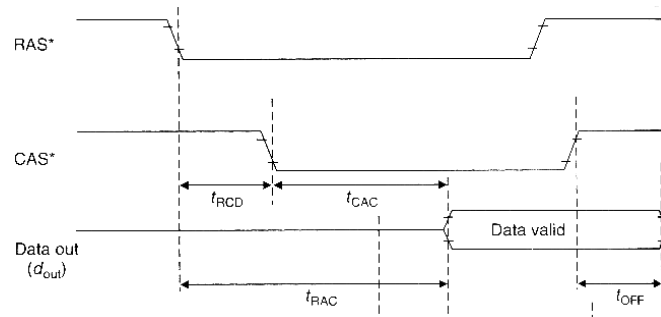 RAS*
CAS*
tRCD
tCAC
Data out
(dout)
Data valid
tRAC
tOFF